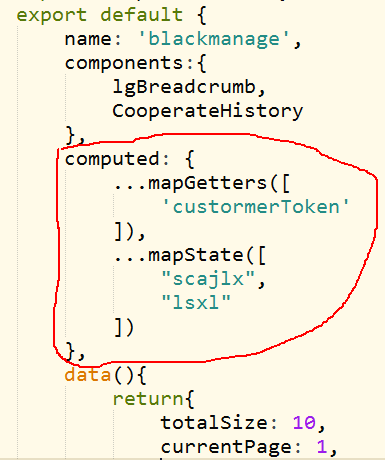 export default {
name: 'blackmanage',
components:{
lgBreadcrumb,
CooperateHistory
},
computed: {
...mapGetters([
'custormerToken'
]),
...mapState([
"scajlx",
"lsxl"
])
},
data(){
return{
totalSize: 10,
currentPage: 1,